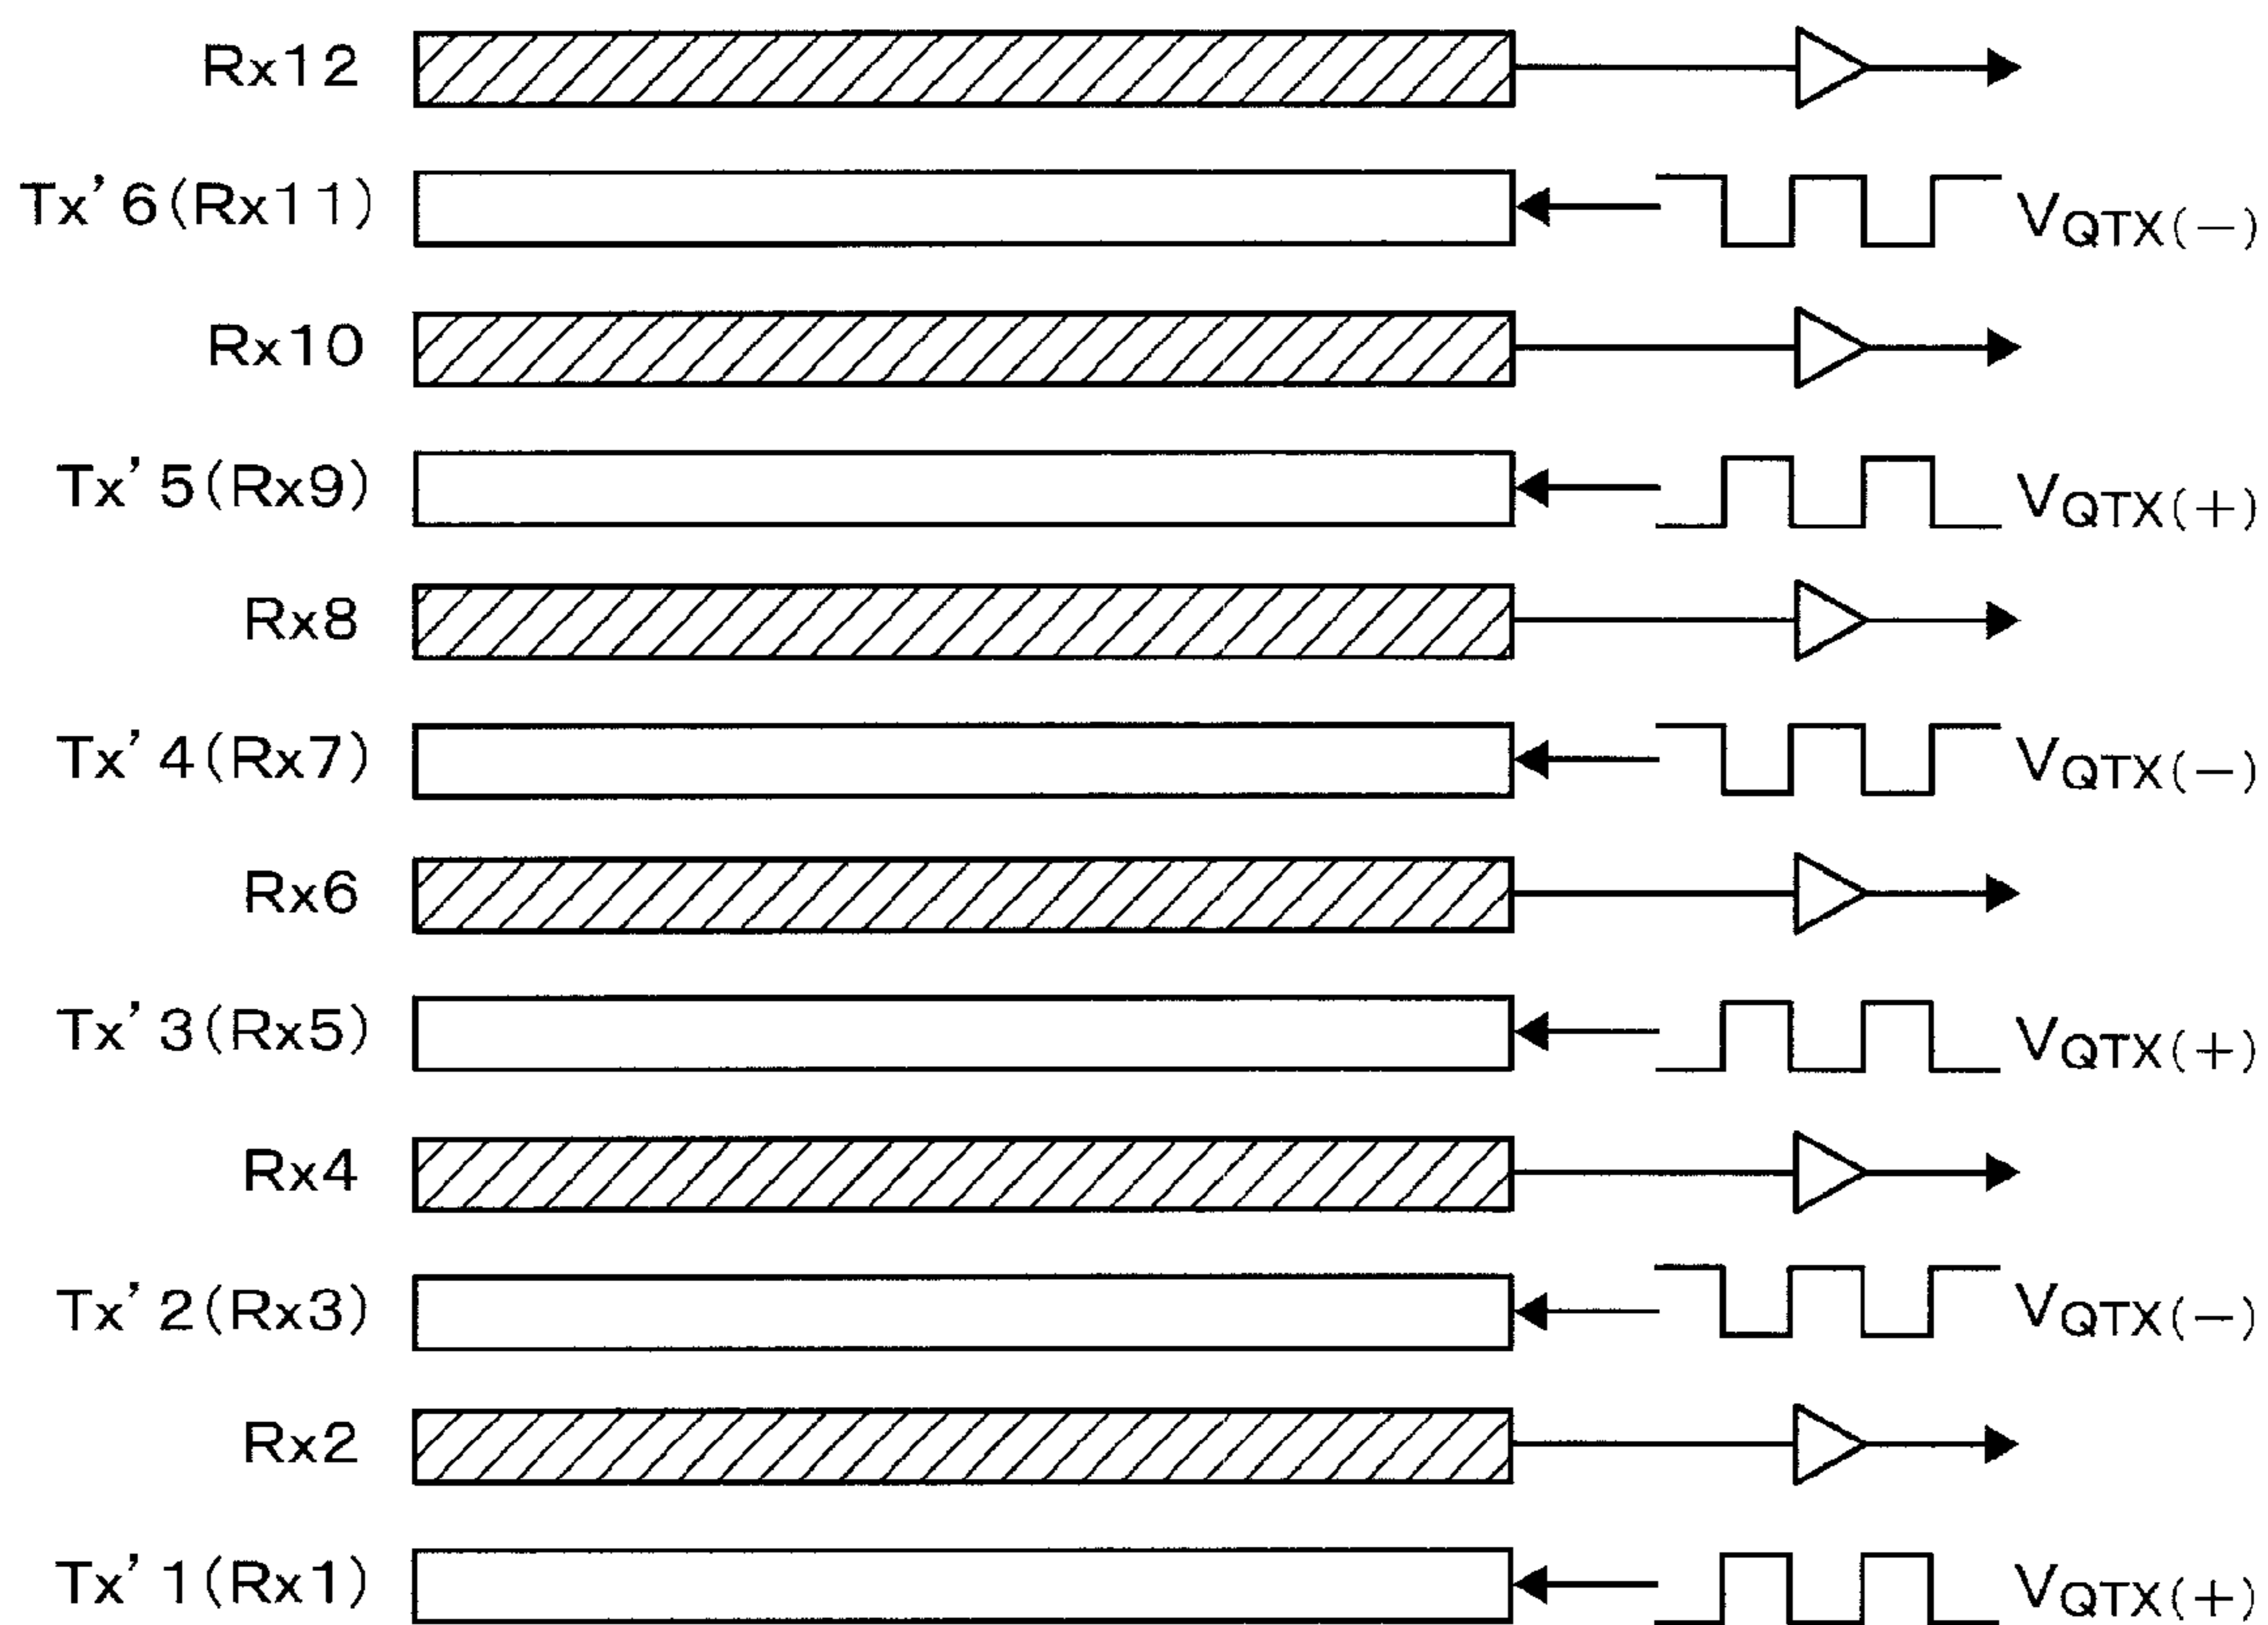 Rx12
Tx'6(Rx11) VQTX(−)
Rx10
Tx'5(Rx9) VQTX(+)
Rx8
Tx'4(Rx7) VQTX(−)
Rx6
Tx'3(Rx5) VQTX(+)
Rx4
Tx'2(Rx3) VQTX(−)
Rx2
Tx'1(Rx1) VQTX(+)